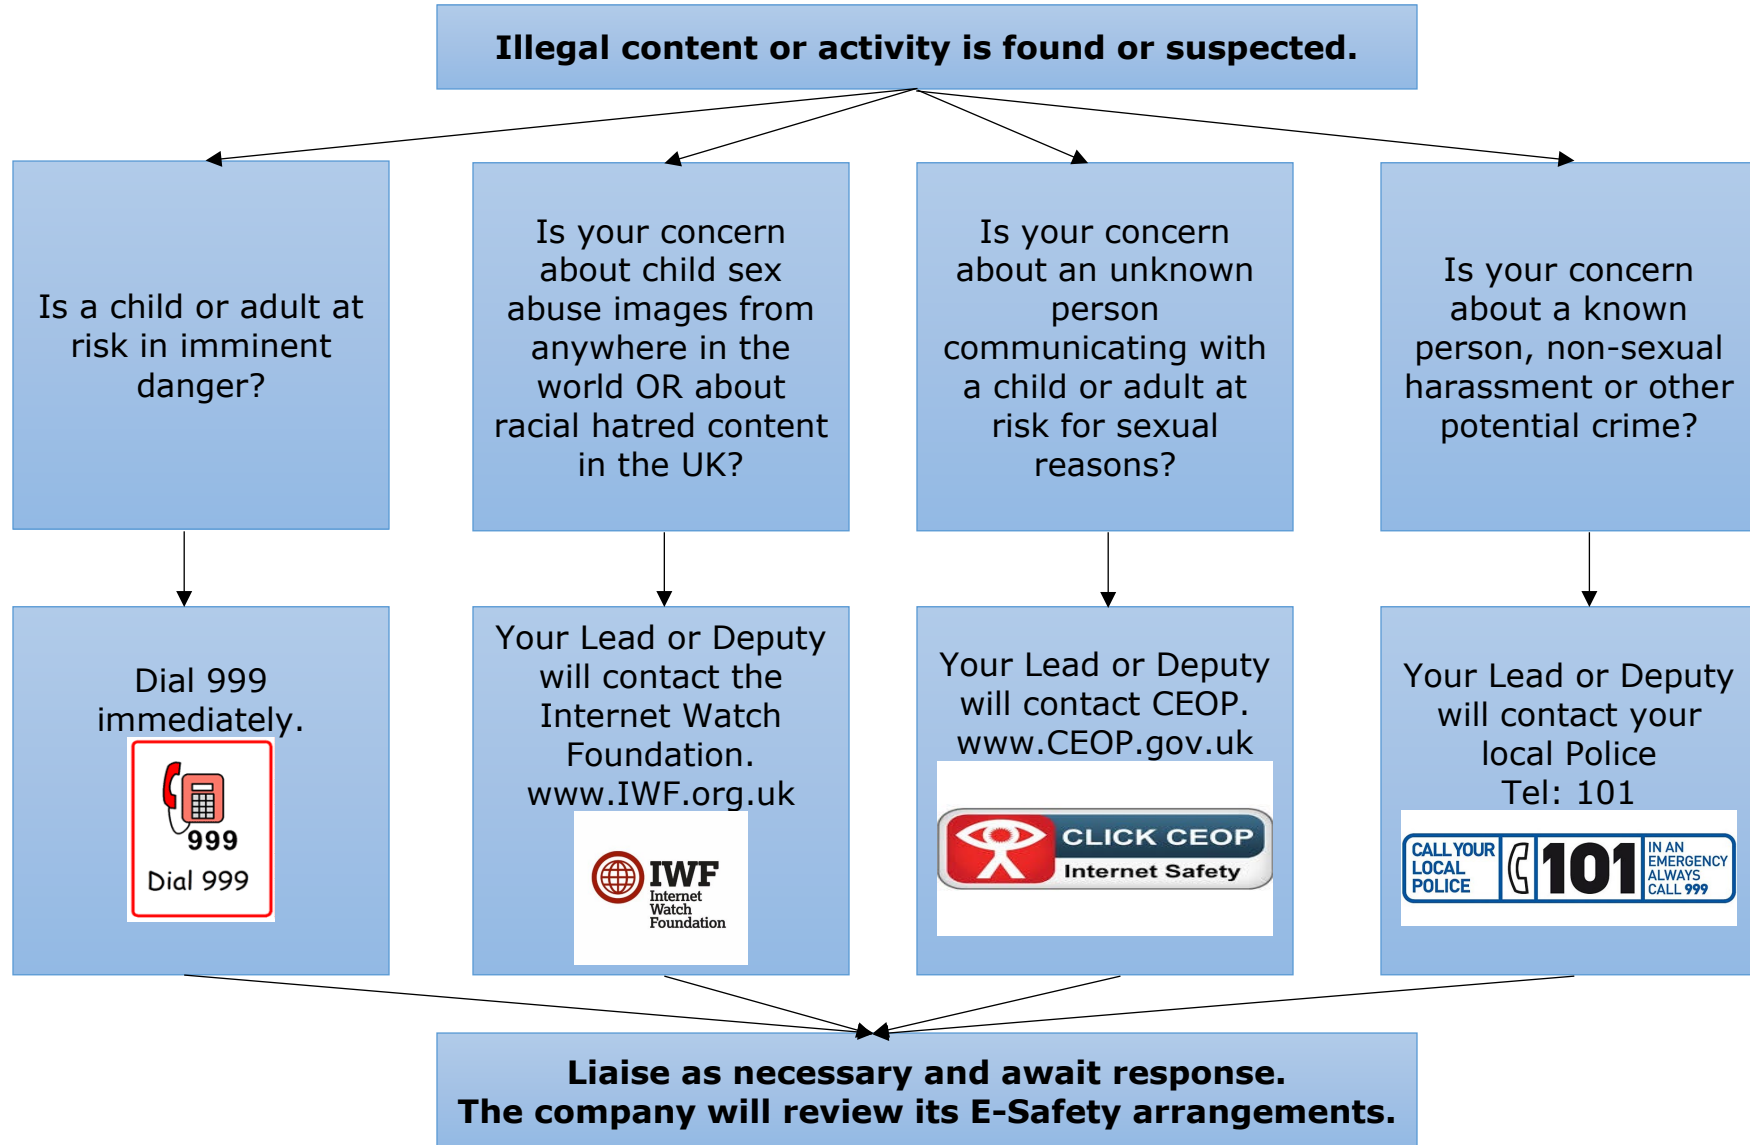 Illegal content or activity is found or suspected.
Is a child or adult at
risk in imminent
danger?
Is your concern
about child sex
abuse images from
anywhere in the
world OR about
racial hatred content
in the UK?
Is your concern
about an unknown
person
communicating with
a child or adult at
risk for sexual
reasons?
Is your concern
about a known
person, non-sexual
harassment or other
potential crime?
Dial 999
immediately.
999
Dial 999
Your Lead or Deputy
will contact the
Internet Watch
Foundation.
www.IWF.org.uk
IWF
Internet
Watch
Foundation
Your Lead or Deputy
will contact CEOP.
www.CEOP.gov.uk
CLICK CEOP
Internet Safety
Your Lead or Deputy
will contact your
local Police
Tel: 101
CALL YOUR
LOCAL
POLICE
101
IN AN
EMERGENCY
ALWAYS
CALL 999
Liaise as necessary and await response.
The company will review its E-Safety arrangements.